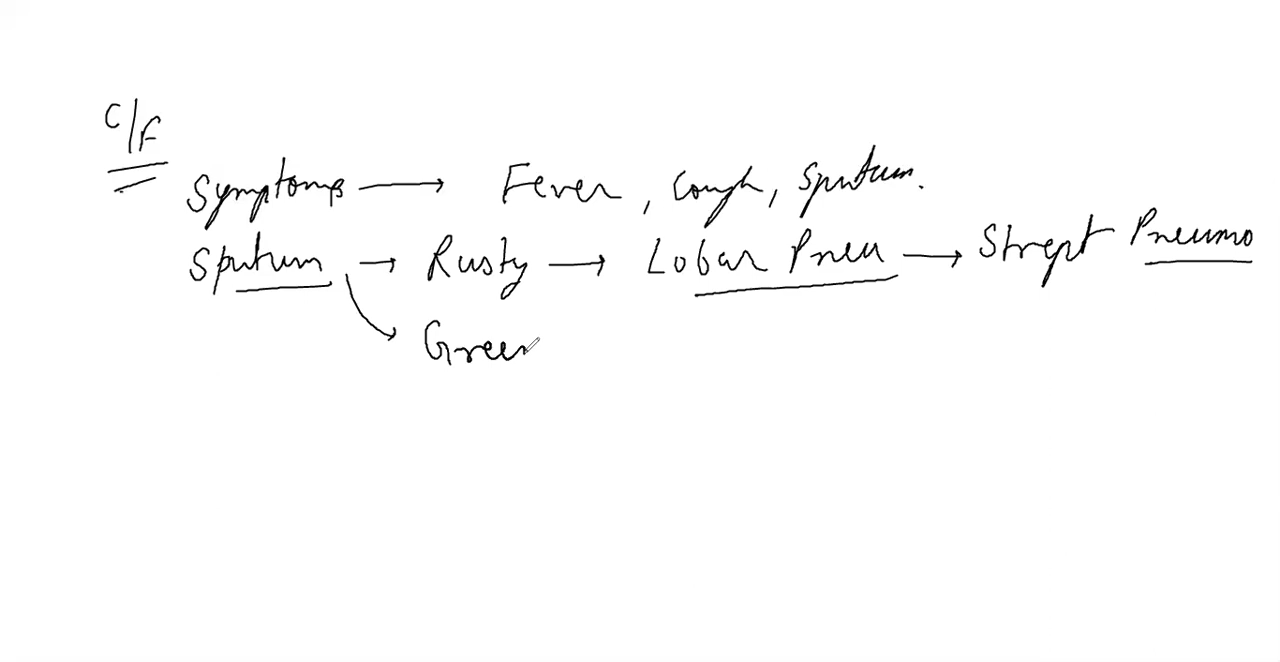 C/F
Symptoms → Fever, Cough, Sputum.
Sputum → Rusty → Lobar Pneu → Strept Pneumo
→ Green